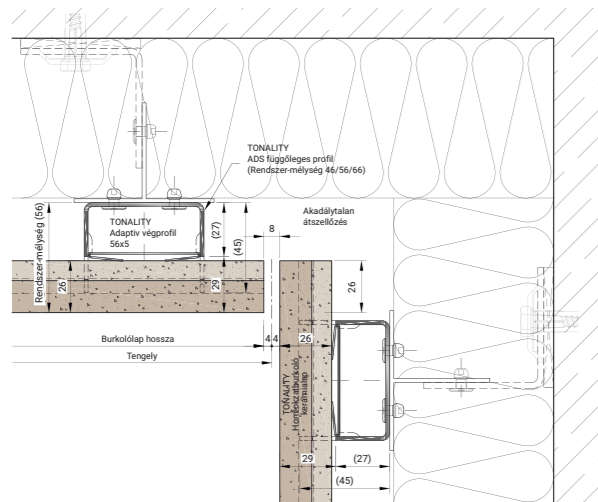 TONALITY
ADS függőleges profil
(Rendszer-mélység 46/56/66)
TONALITY
Adaptiv végprofil
56x5
Akadálytalan
átszellőzés
Rendszer-mélység (56)
26
(27)
(45)
29
8
26
Burkolólap hossza
4
4
26
Tengely
TONALITY
Homlokzatburkoló
kerámialap
29
(27)
(45)